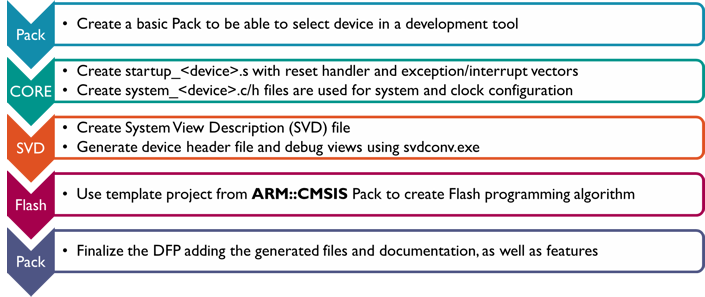 Pack
• Create a basic Pack to be able to select device in a development tool
CORE
• Create startup_<device>.s with reset handler and exception/interrupt vectors
• Create system_<device>.c/h files are used for system and clock configuration
SVD
• Create System View Description (SVD) file
• Generate device header file and debug views using svdconv.exe
Flash
• Use template project from ARM::CMSIS Pack to create Flash programming algorithm
Pack
• Finalize the DFP adding the generated files and documentation, as well as features